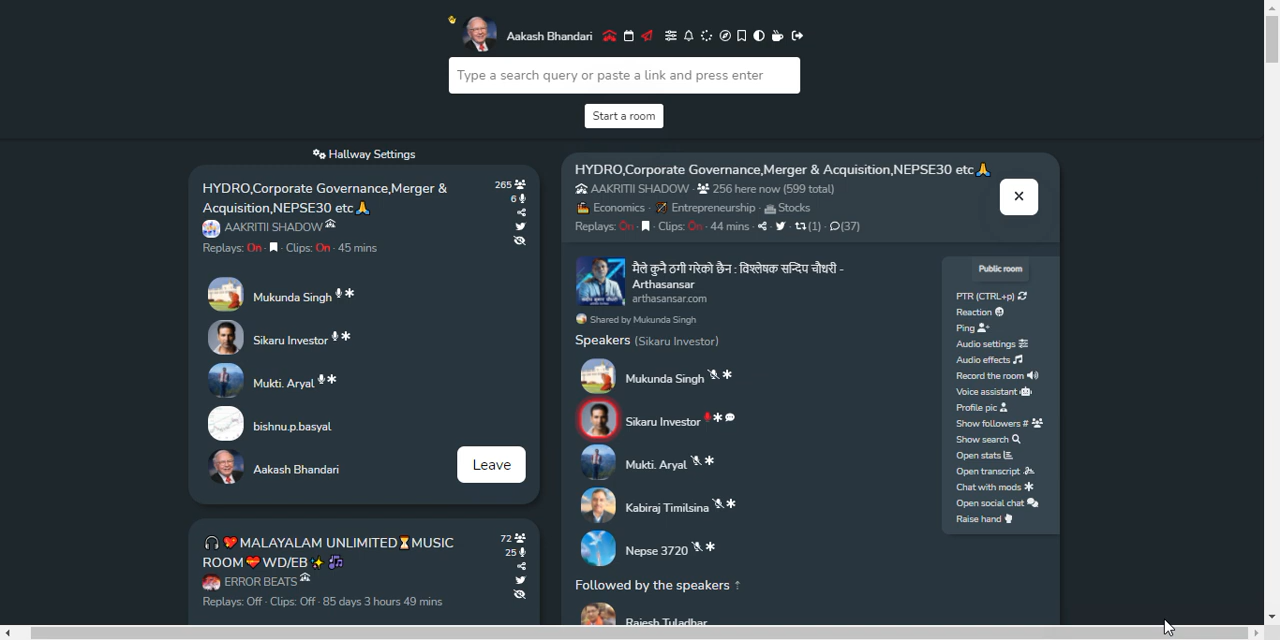 Aakash Bhandari
Type a search query or paste a link and press enter
Start a room
Hallway Settings
HYDRO,Corporate Governance,Merger &
Acquisition,NEPSE30 etc🙏
265
6
AAKRITII SHADOW
Replays: On · Clips: On · 45 mins
Mukunda Singh
Sikaru Investor
Mukti. Aryal
bishnu.p.basyal
Aakash Bhandari
Leave
🎧 💖MALAYALAM UNLIMITED⏳MUSIC
ROOM❤️WD/EB✨ 🎶
72
25
ERROR BEATS
Replays: Off · Clips: Off · 85 days 3 hours 49 mins
HYDRO,Corporate Governance,Merger & Acquisition,NEPSE30 etc🙏
AAKRITII SHADOW · 256 here now (599 total)
Economics · Entrepreneurship · Stocks
Replays: On · Clips: On · 44 mins · (1) · (37)
मैले कुनै ठगी गरेको छैन : विश्लेषक सन्दिप चौधरी -
Arthasansar
arthasansar.com
Shared by Mukunda Singh
Speakers (Sikaru Investor)
Mukunda Singh
Sikaru Investor
Mukti. Aryal
Kabiraj Timilsina
Nepse 3720
Followed by the speakers ↑
Rajesh Tuladhar
Public room
PTR (CTRL+p)
Reaction
Ping
Audio settings
Audio effects
Record the room
Voice assistant
Profile pic
Show followers #
Show search
Open stats
Open transcript
Chat with mods
Open social chat
Raise hand